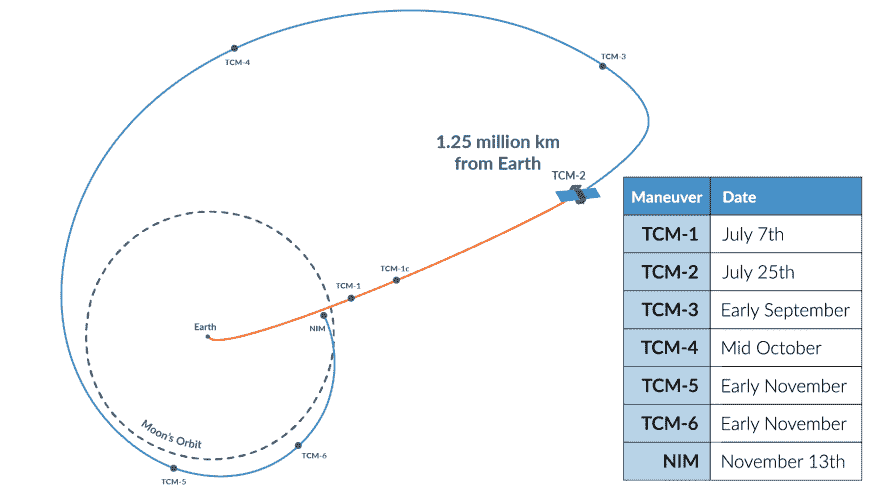 TCM-4
TCM-3
1.25 million km
from Earth
TCM-2
TCM-1c
TCM-1
NIM
Earth
Moon's Orbit
TCM-6
TCM-5
Maneuver Date
TCM-1 July 7th
TCM-2 July 25th
TCM-3 Early September
TCM-4 Mid October
TCM-5 Early November
TCM-6 Early November
NIM November 13th